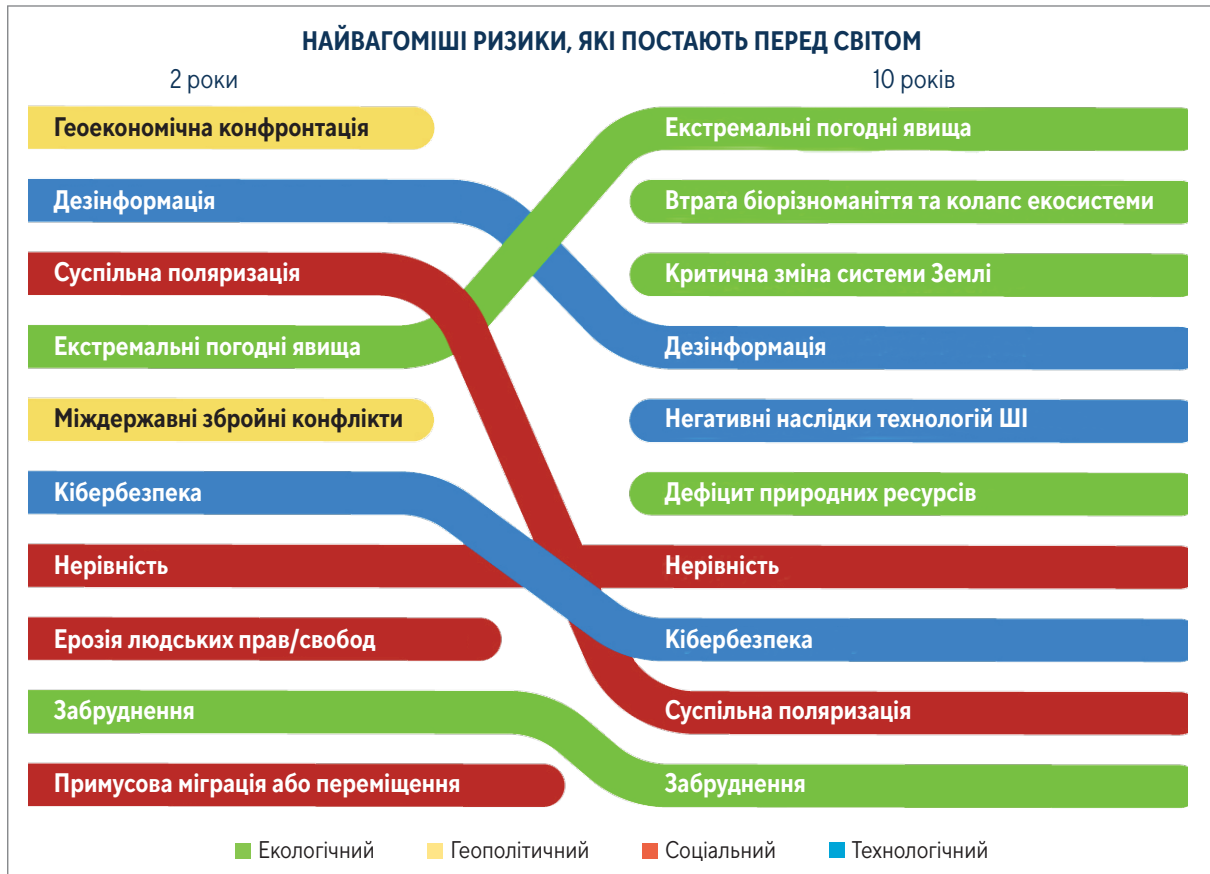 НАЙВАГОМІШІ РИЗИКИ, ЯКІ ПОСТАЮТЬ ПЕРЕД СВІТОМ
2 роки
Геоекономічна конфронтація
Дезінформація
Суспільна поляризація
Екстремальні погодні явища
Міждержавні збройні конфлікти
Кібербезпека
Нерівність
Ерозія людських прав/свобод
Забруднення
Примусова міграція або переміщення
10 років
Екстремальні погодні явища
Втрата біорізноманіття та колапс екосистеми
Критична зміна системи Землі
Дезінформація
Негативні наслідки технологій ШІ
Дефіцит природних ресурсів
Нерівність
Кібербезпека
Суспільна поляризація
Забруднення
Екологічний Геополітичний Соціальний Технологічний